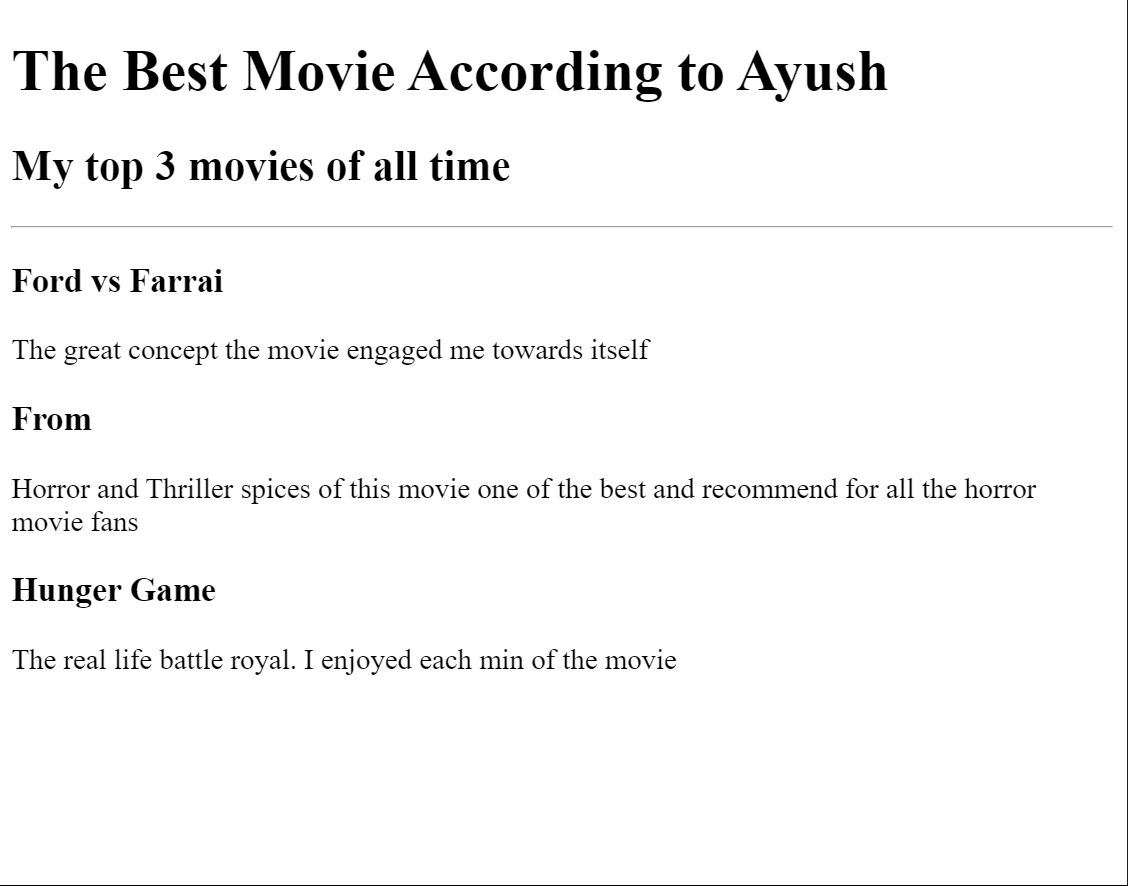 The Best Movie According to Ayush
My top 3 movies of all time
Ford vs Farrai
The great concept the movie engaged me towards itself
From
Horror and Thriller spices of this movie one of the best and recommend for all the horror
movie fans
Hunger Game
The real life battle royal. I enjoyed each min of the movie